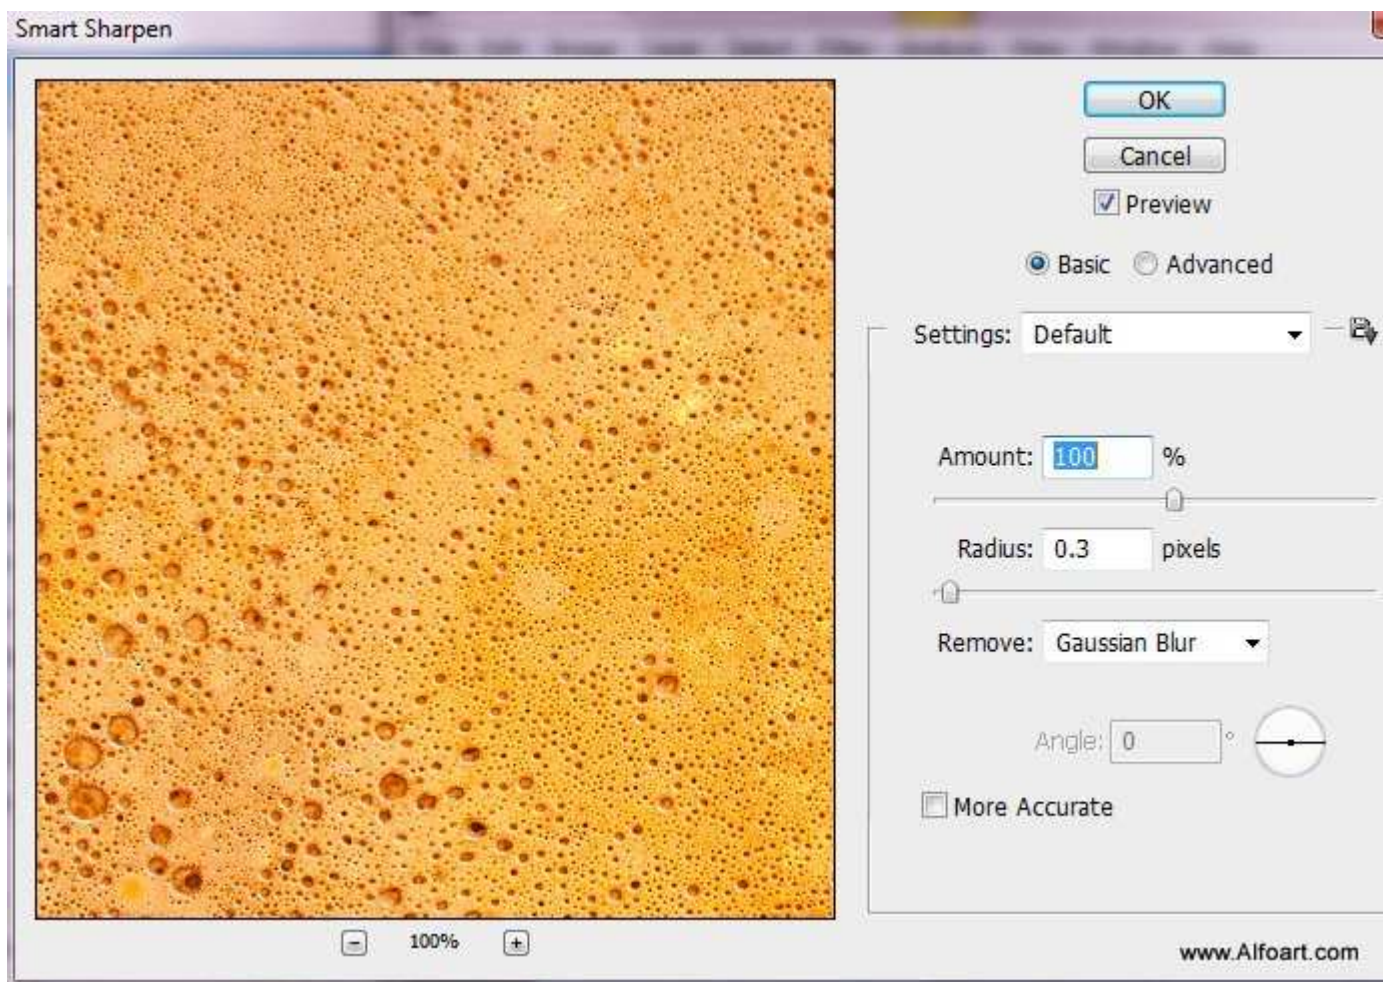 Smart Sharpen
OK
Cancel
Preview
Basic Advanced
Settings: Default
Amount: 100 %
Radius: 0.3 pixels
Remove: Gaussian Blur
Angle: 0 °
More Accurate
100%
www.Alfoart.com